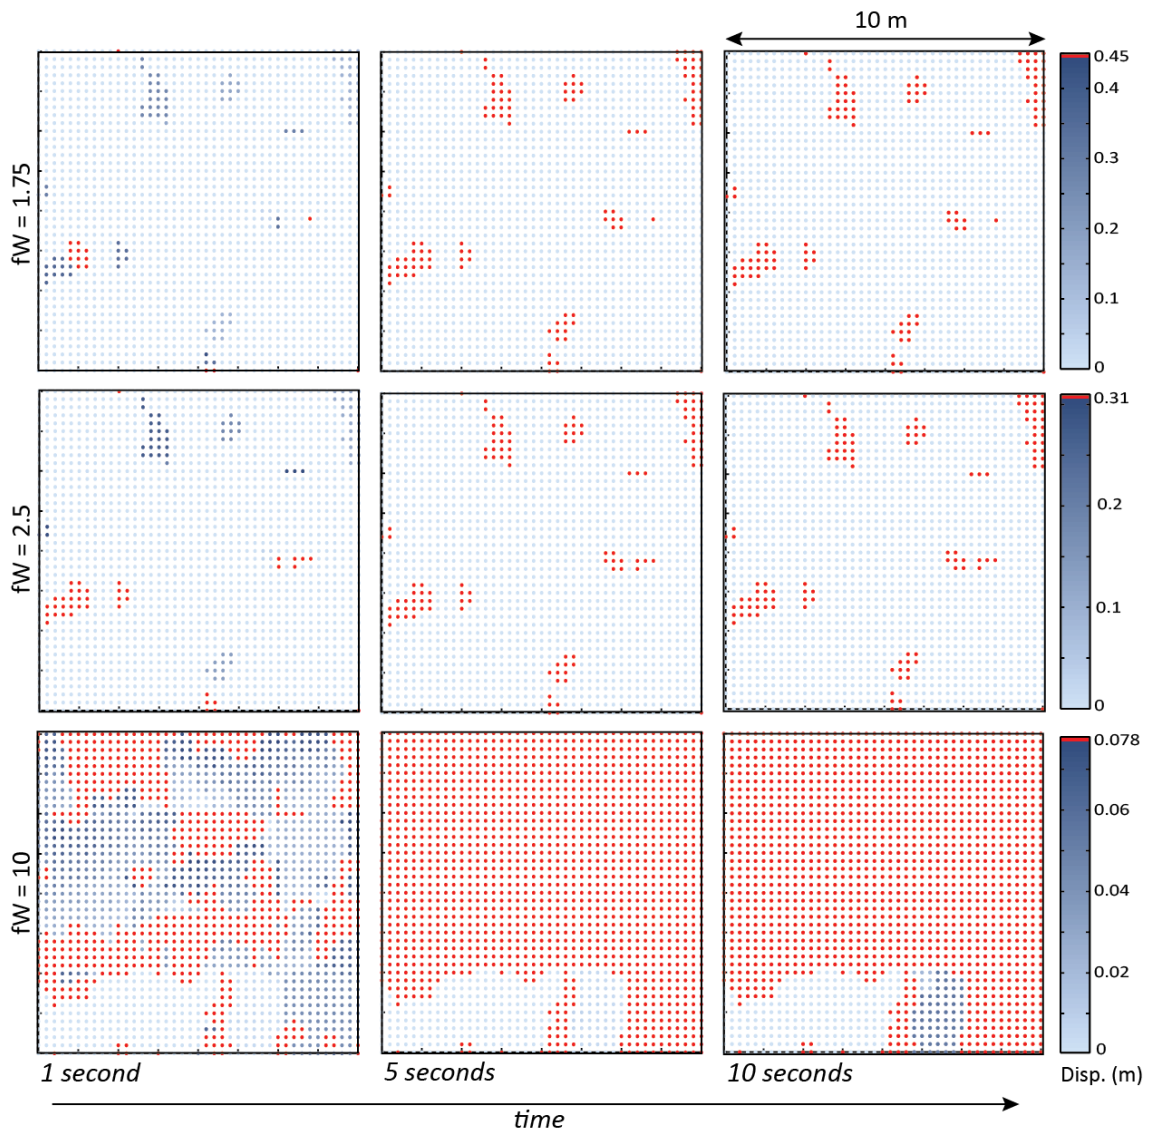 10 m
fW = 1.75
0.45
0.4
0.3
0.2
0.1
0
fW = 2.5
0.31
0.2
0.1
0
fW = 10
0.078
0.06
0.04
0.02
0
1 second
5 seconds
10 seconds
Disp. (m)
time